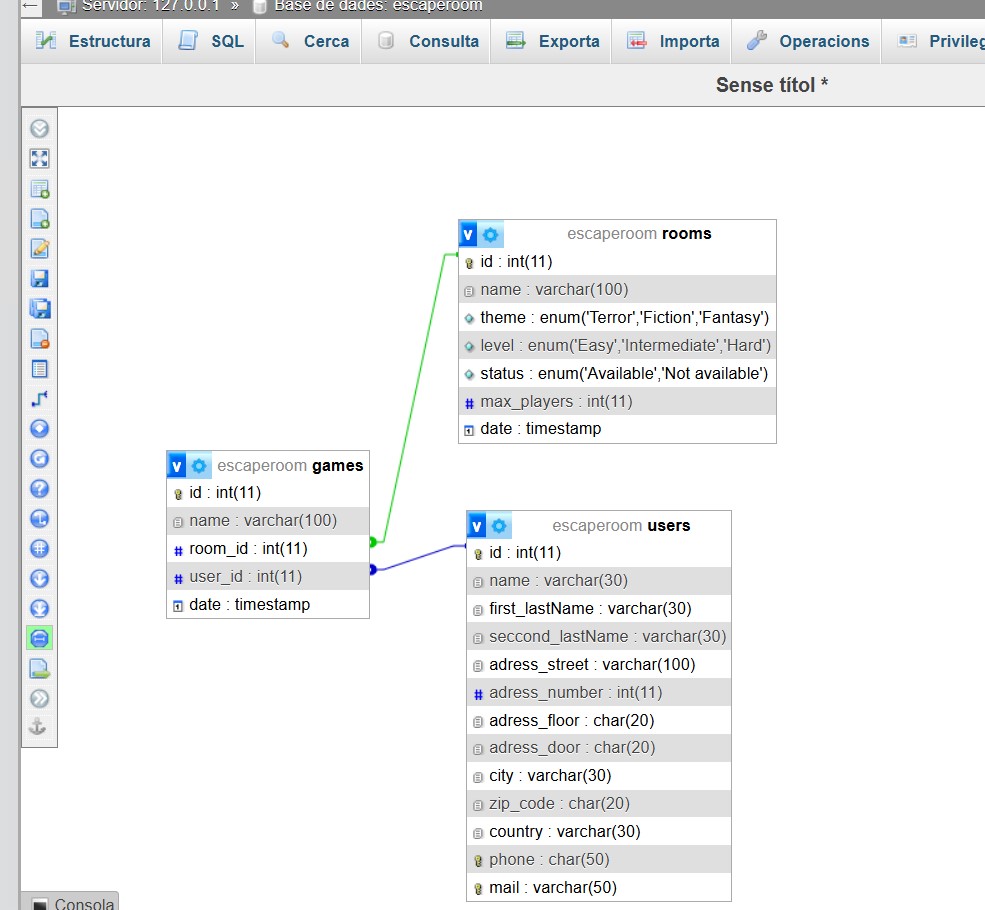 Servidor: 127.0.0.1 » Base de dades: escaperoom
Estructura SQL Cerca Consulta Exporta Importa Operacions Privileg
Sense títol *
v escaperoom rooms
id : int(11)
name : varchar(100)
theme : enum('Terror','Fiction','Fantasy')
level : enum('Easy','Intermediate','Hard')
status : enum('Available','Not available')
# max_players : int(11)
date : timestamp
v escaperoom games
id : int(11)
name : varchar(100)
# room_id : int(11)
# user_id : int(11)
date : timestamp
v escaperoom users
id : int(11)
name : varchar(30)
first_lastName : varchar(30)
seccond_lastName : varchar(30)
adress_street : varchar(100)
# adress_number : int(11)
adress_floor : char(20)
adress_door : char(20)
city : varchar(30)
zip_code : char(20)
country : varchar(30)
phone : char(50)
mail : varchar(50)
Consola